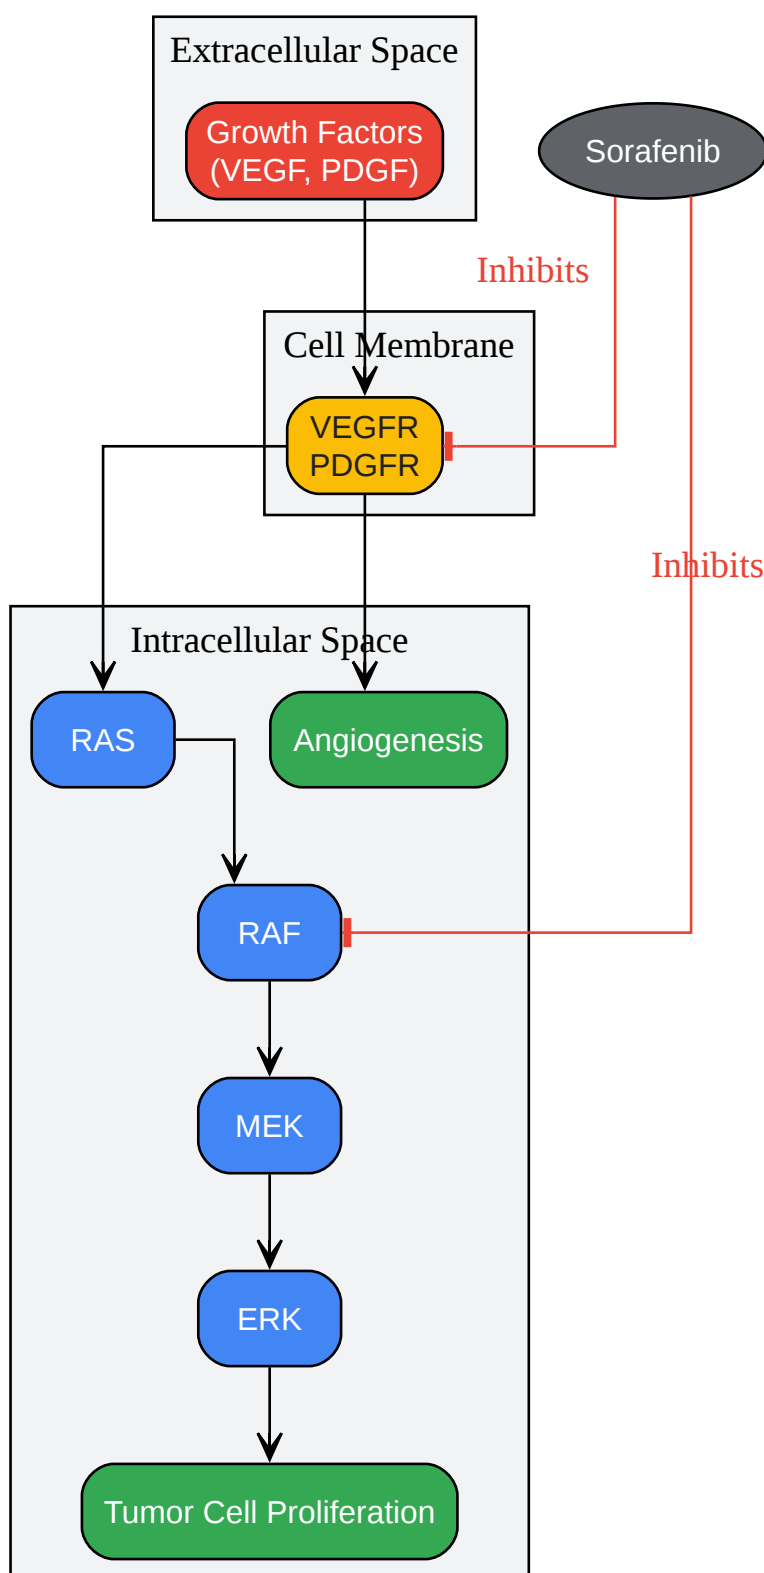 Extracellular Space
Growth Factors
(VEGF, PDGF)
Sorafenib
Inhibits
Cell Membrane
VEGFR
PDGFR
Inhibits
Intracellular Space
RAS
Angiogenesis
RAF
MEK
ERK
Tumor Cell Proliferation